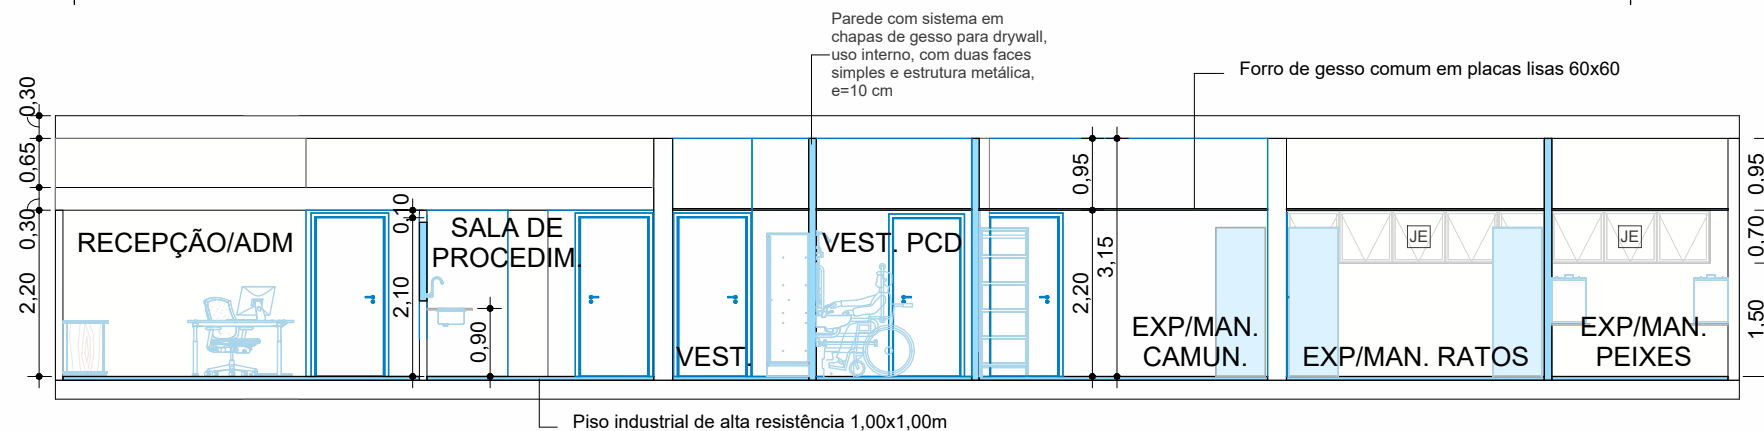 Parede com sistema em
chapas de gesso para drywall,
uso interno, com duas faces
simples e estrutura metálica,
e=10 cm
Forro de gesso comum em placas lisas 60x60
0,30
0,65
0,30
2,20
RECEPÇÃO/ADM
0,10
2,10
SALA DE
PROCEDIM.
0,90
VEST.
VEST. PCD
0,95
2,20
3,15
EXP/MAN.
CAMUN.
JE
EXP/MAN. RATOS
JE
EXP/MAN.
PEIXES
0,95
0,70
1,50
Piso industrial de alta resistência 1,00x1,00m